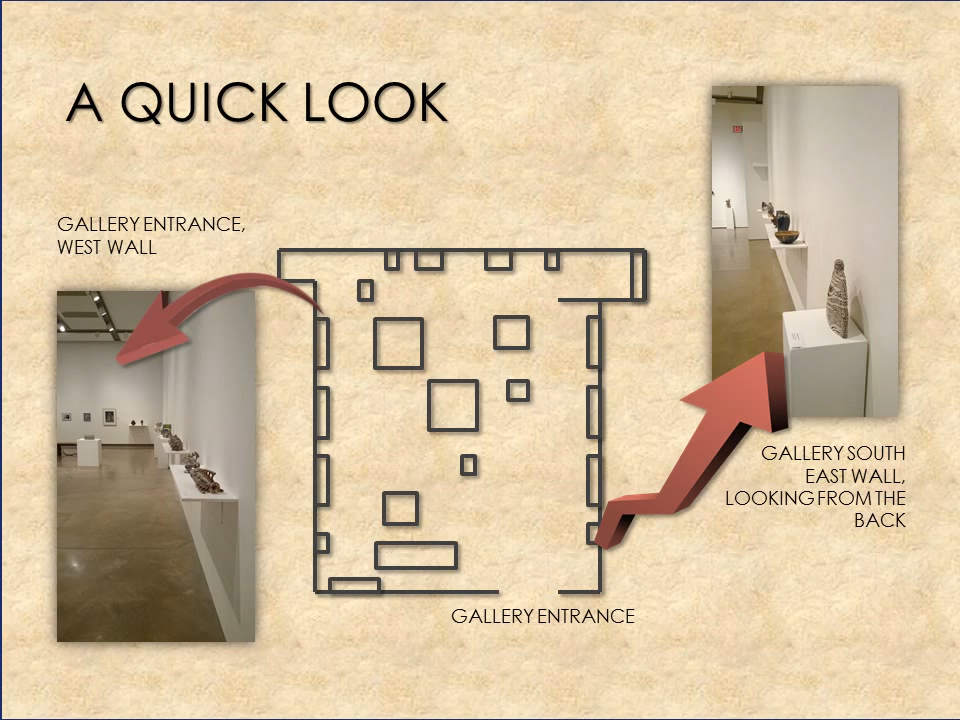 A QUICK LOOK
GALLERY ENTRANCE,
WEST WALL
GALLERY SOUTH
EAST WALL,
LOOKING FROM THE
BACK
GALLERY ENTRANCE